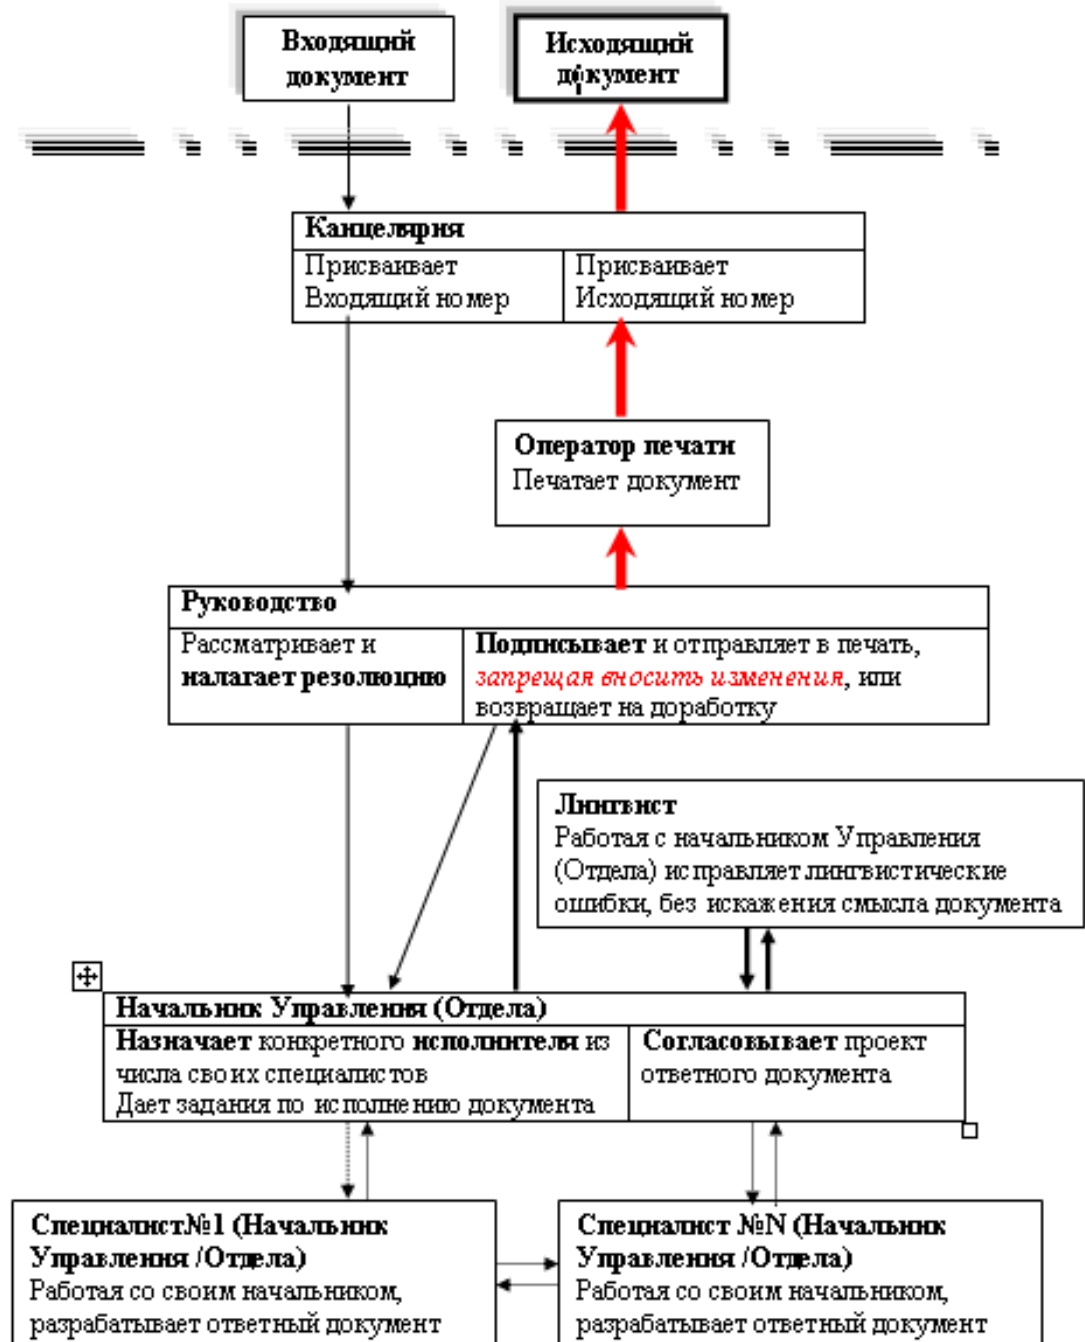 Входящий
документ
Исходящий
документ
Канцелярия
Присваивает
Входящий номер
Присваивает
Исходящий номер
Оператор печати
Печатает документ
Руководство
Рассматривает и
налагает резолюцию
Подписывает и отправляет в печать,
запрещая вносить изменения, или
возвращает на доработку
Лингвист
Работая с начальником Управления
(Отдела) исправляет лингвистические
ошибки, без искажения смысла документа
Начальник Управления (Отдела)
Назначает конкретного исполнителя из
числа своих специалистов
Дает задания по исполнению документа
Согласовывает проект
ответного документа
Специалист№1 (Начальник
Управления /Отдела)
Работая со своим начальником,
разрабатывает ответный документ
Специалист №N (Начальник
Управления /Отдела)
Работая со своим начальником,
разрабатывает ответный документ